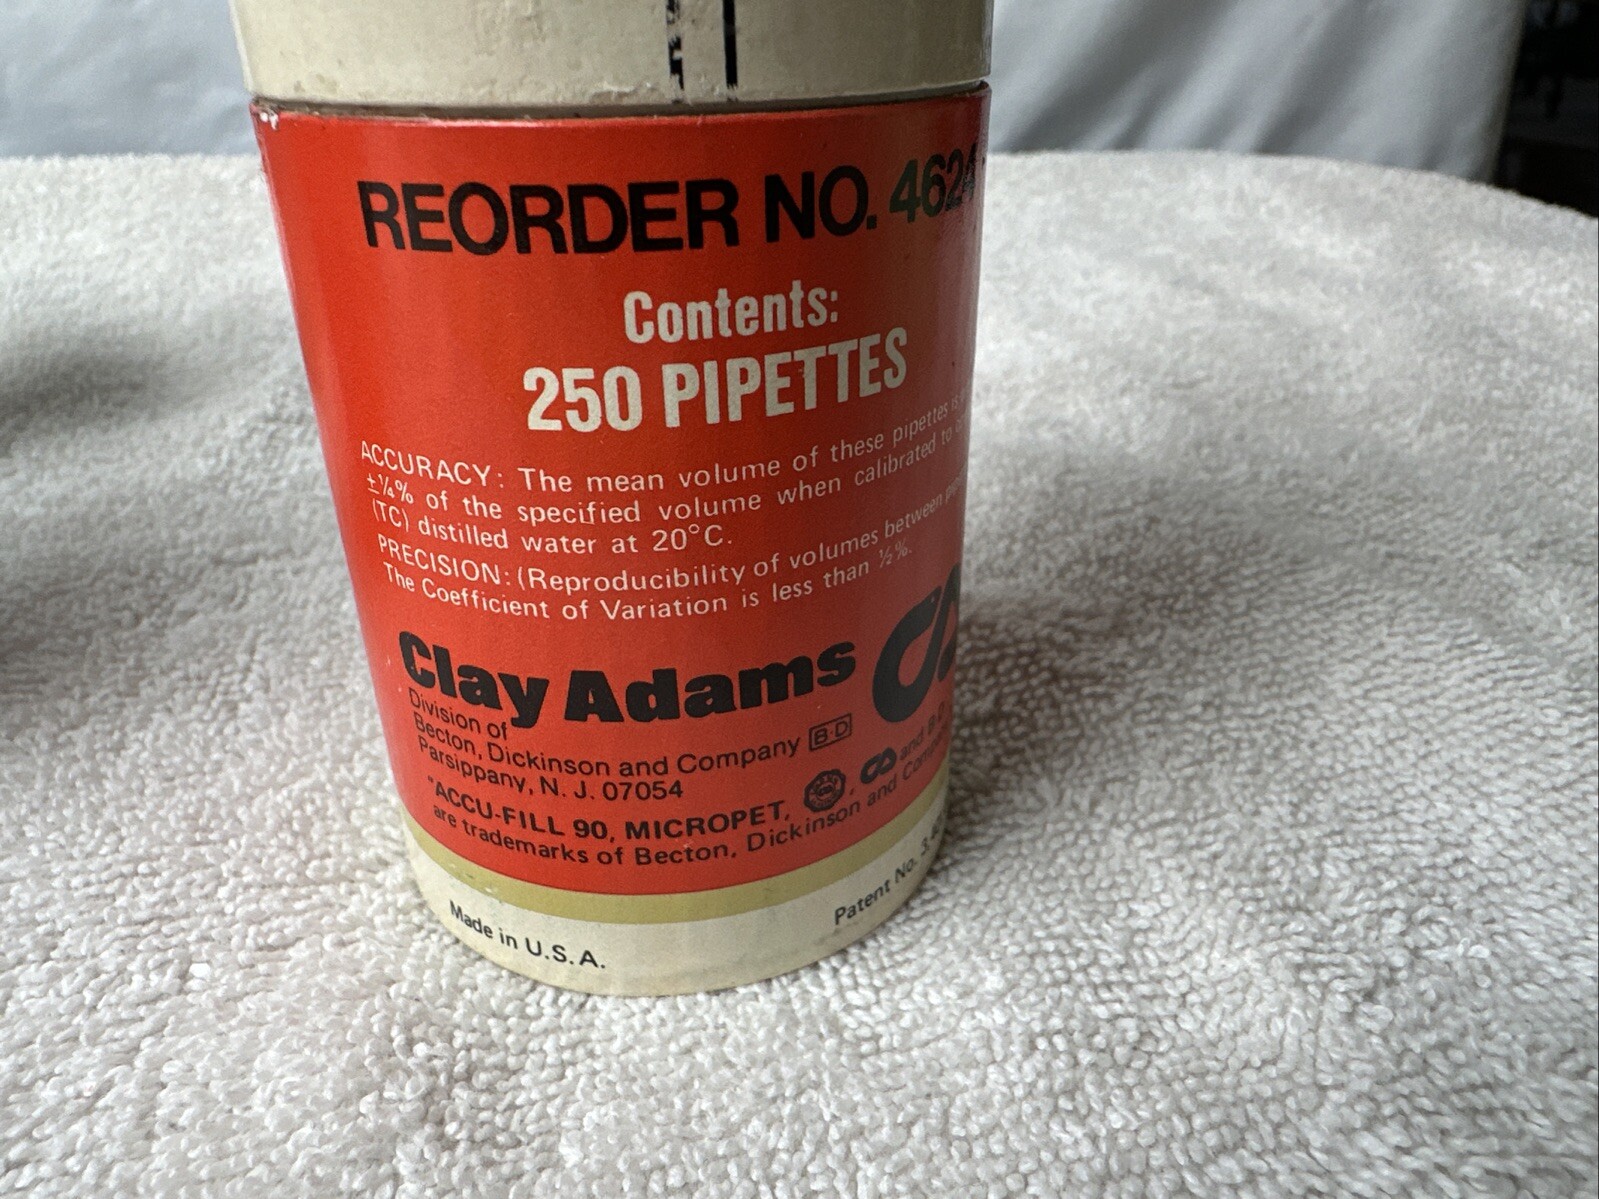 REORDER NO. 4624
Contents:
250 PIPETTES
ACCURACY: The mean volume of these pipettes is
±¼% of the specified volume when calibrated to
(TC) distilled water at 20°C.
PRECISION: (Reproducibility of volumes between
The Coefficient of Variation is less than ½%.
Clay Adams
Division of
Becton, Dickinson and Company B-D
Parsippany, N. J. 07054
*ACCU-FILL 90, MICROPET, and B-D
are trademarks of Becton, Dickinson and
Made in U.S.A.
Patent No. 3,